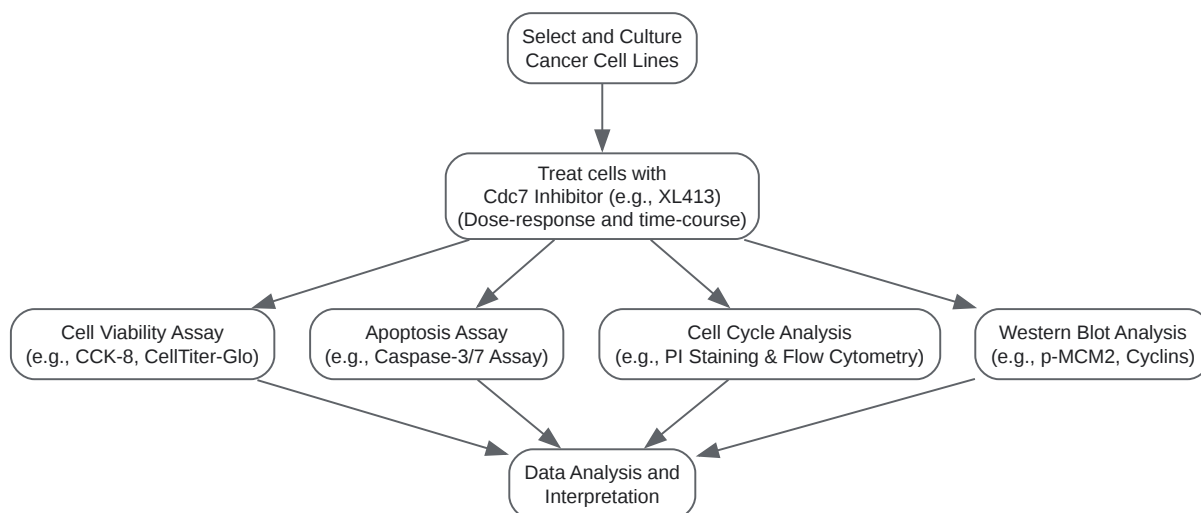 Select and Culture
Cancer Cell Lines
Treat cells with
Cdc7 Inhibitor (e.g., XL413)
(Dose-response and time-course)
Cell Viability Assay
(e.g., CCK-8, CellTiter-Glo)
Apoptosis Assay
(e.g., Caspase-3/7 Assay)
Cell Cycle Analysis
(e.g., PI Staining & Flow Cytometry)
Western Blot Analysis
(e.g., p-MCM2, Cyclins)
Data Analysis and
Interpretation